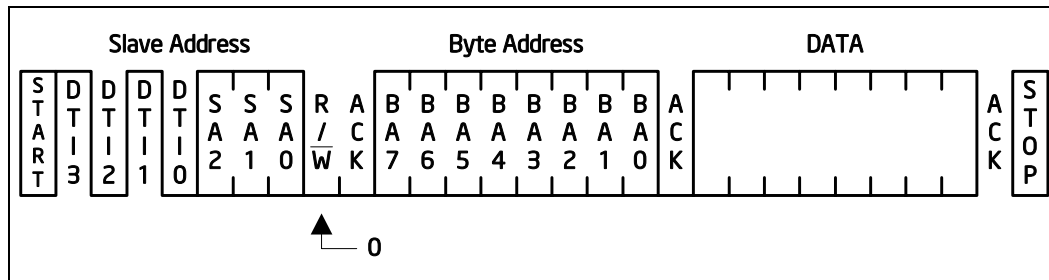 Slave Address Byte Address DATA
START DTI3 DTI2 DTI1 DTI0 SA2 SA1 SA0 R/W ACK BA7 BA6 BA5 BA4 BA3 BA2 BA1 BA0 ACK ACK STOP
0